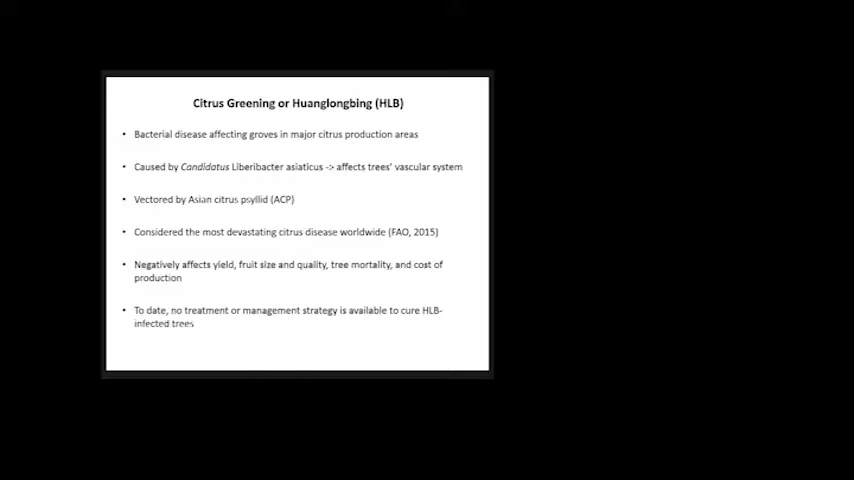 Citrus Greening or Huanglongbing (HLB)
• Bacterial disease affecting groves in major citrus production areas
• Caused by Candidatus Liberibacter asiaticus -> affects trees' vascular system
• Vectored by Asian citrus psyllid (ACP)
• Considered the most devastating citrus disease worldwide (FAO, 2015)
• Negatively affects yield, fruit size and quality, tree mortality, and cost of
production
• To date, no treatment or management strategy is available to cure HLB-
infected trees